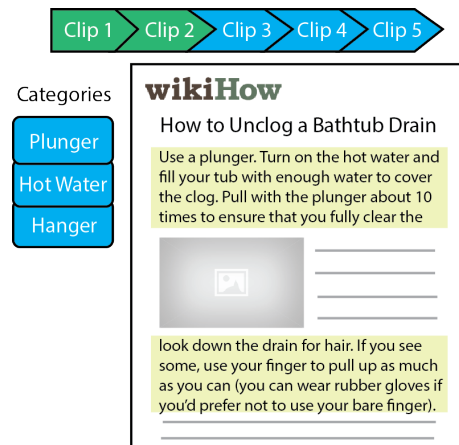 Clip 1 Clip 2 Clip 3 Clip 4 Clip 5
Categories
Plunger
Hot Water
Hanger
wikiHow
How to Unclog a Bathtub Drain
Use a plunger. Turn on the hot water and
fill your tub with enough water to cover
the clog. Pull with the plunger about 10
times to ensure that you fully clear the
look down the drain for hair. If you see
some, use your finger to pull up as much
as you can (you can wear rubber gloves if
you’d prefer not to use your bare finger).